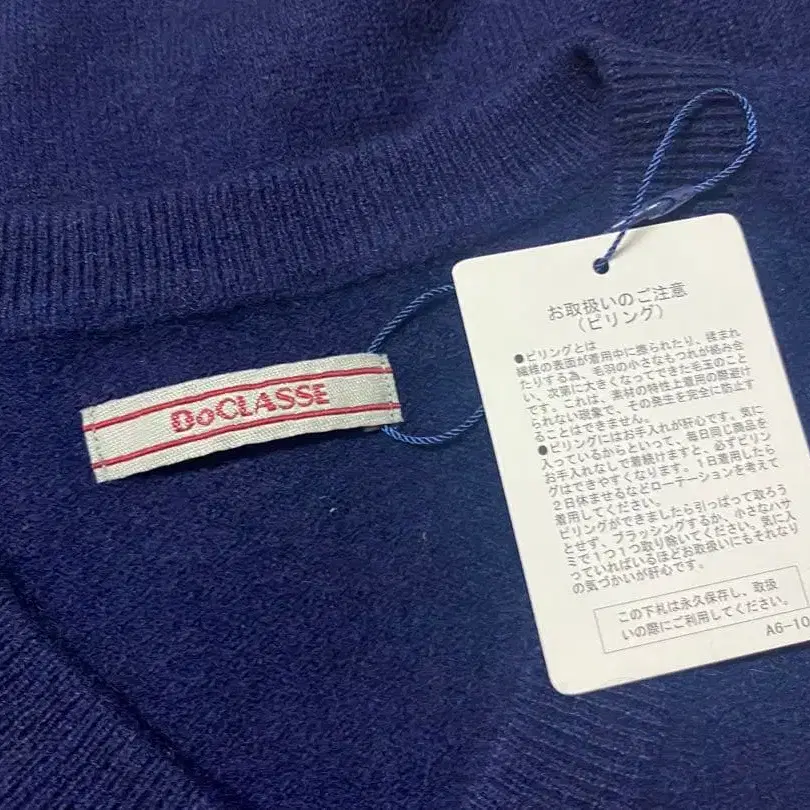 DoCLASSE
お取扱いのご注意
（ピリング）
●ピリングとは
繊維の表面が着用中に擦られたり、揉まれ
たりする為、毛羽の小さなもつれが絡み合
い、次第に大きくなってできた毛玉のこと
です。これは、素材の特性上着用の際避け
られない現象で、その発生を完全に防止す
ることはできません。
●ピリングにはお手入れが肝心です。気に
入っているからといって、毎日同じ商品を
お手入れなしで着続けますと、必ずピリン
グはできやすくなります。１日着用したら
２日休ませるなどローテーションを考えて
着用してください。
ピリングができましたら引っぱって取ろう
とせず、ブラッシングするか、小さなハサ
ミで１つ１つ取り除いてください。気に入
っていればいるほどお取扱いにもそれなり
の気づかいが肝心です。
この下札は永久保存し、取扱
いの際にご利用してください。
A6-10